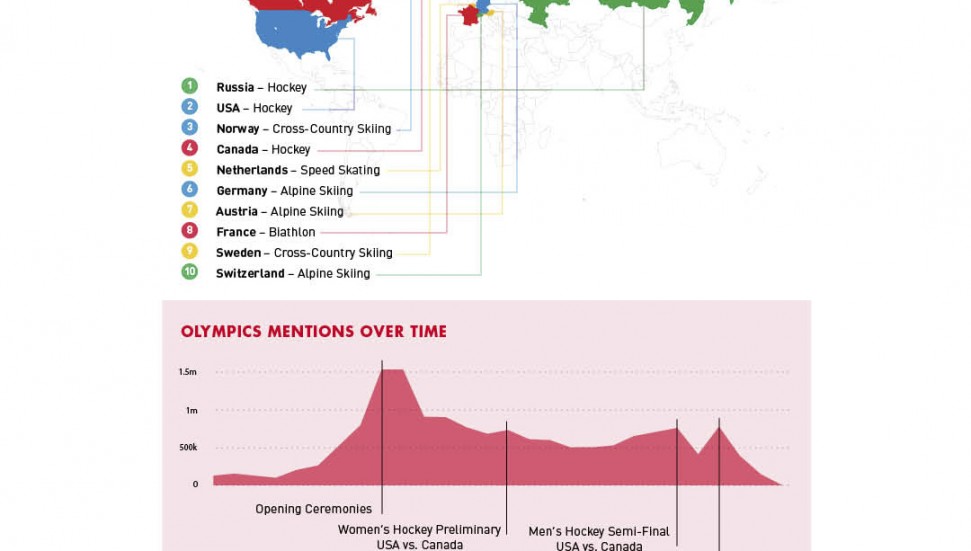 1 Russia – Hockey
2 USA – Hockey
3 Norway – Cross-Country Skiing
4 Canada – Hockey
5 Netherlands – Speed Skating
6 Germany – Alpine Skiing
7 Austria – Alpine Skiing
8 France – Biathlon
9 Sweden – Cross-Country Skiing
10 Switzerland – Alpine Skiing
OLYMPICS MENTIONS OVER TIME
1.5m
1m
500k
0
Opening Ceremonies
Women's Hockey Preliminary
USA vs. Canada
Men's Hockey Semi-Final
USA vs. Canada